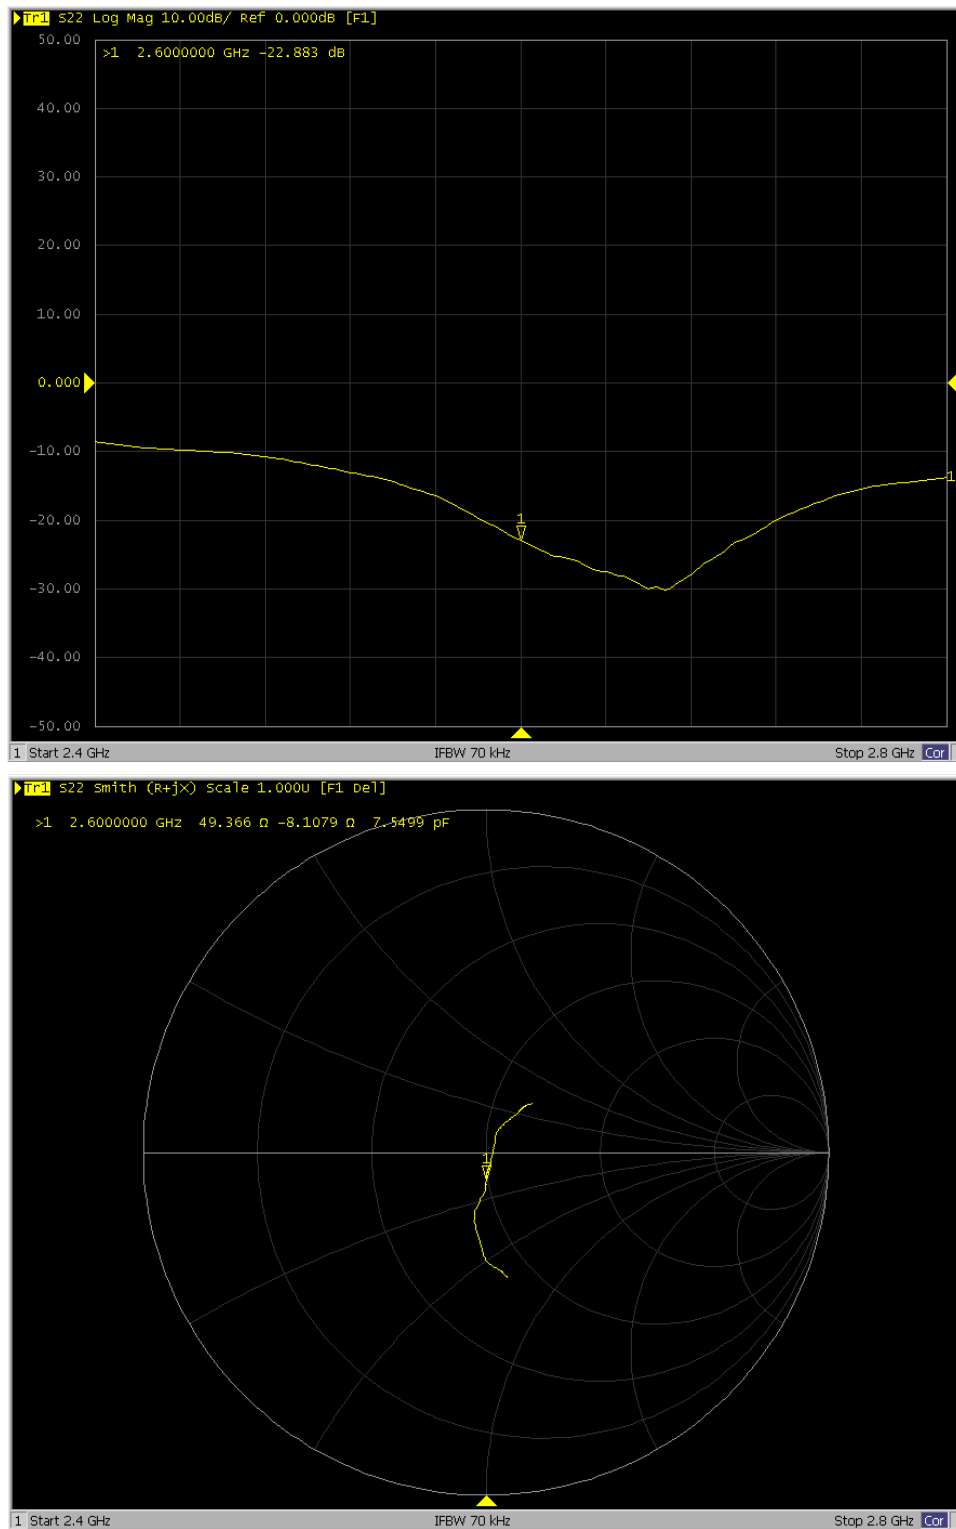 Tr1 S22 Log Mag 10.00dB/ Ref 0.000dB [F1]
50.00
>1 2.6000000 GHz -22.883 dB
40.00
30.00
20.00
10.00
0.000
-10.00
1
1
-20.00
-30.00
-40.00
-50.00
1 Start 2.4 GHz IFBW 70 kHz Stop 2.8 GHz Cor
Tr1 S22 Smith (R+jX) Scale 1.000U [F1 Del]
>1 2.6000000 GHz 49.366 Ω -8.1079 Ω 7.5499 pF
1
1 Start 2.4 GHz IFBW 70 kHz Stop 2.8 GHz Cor